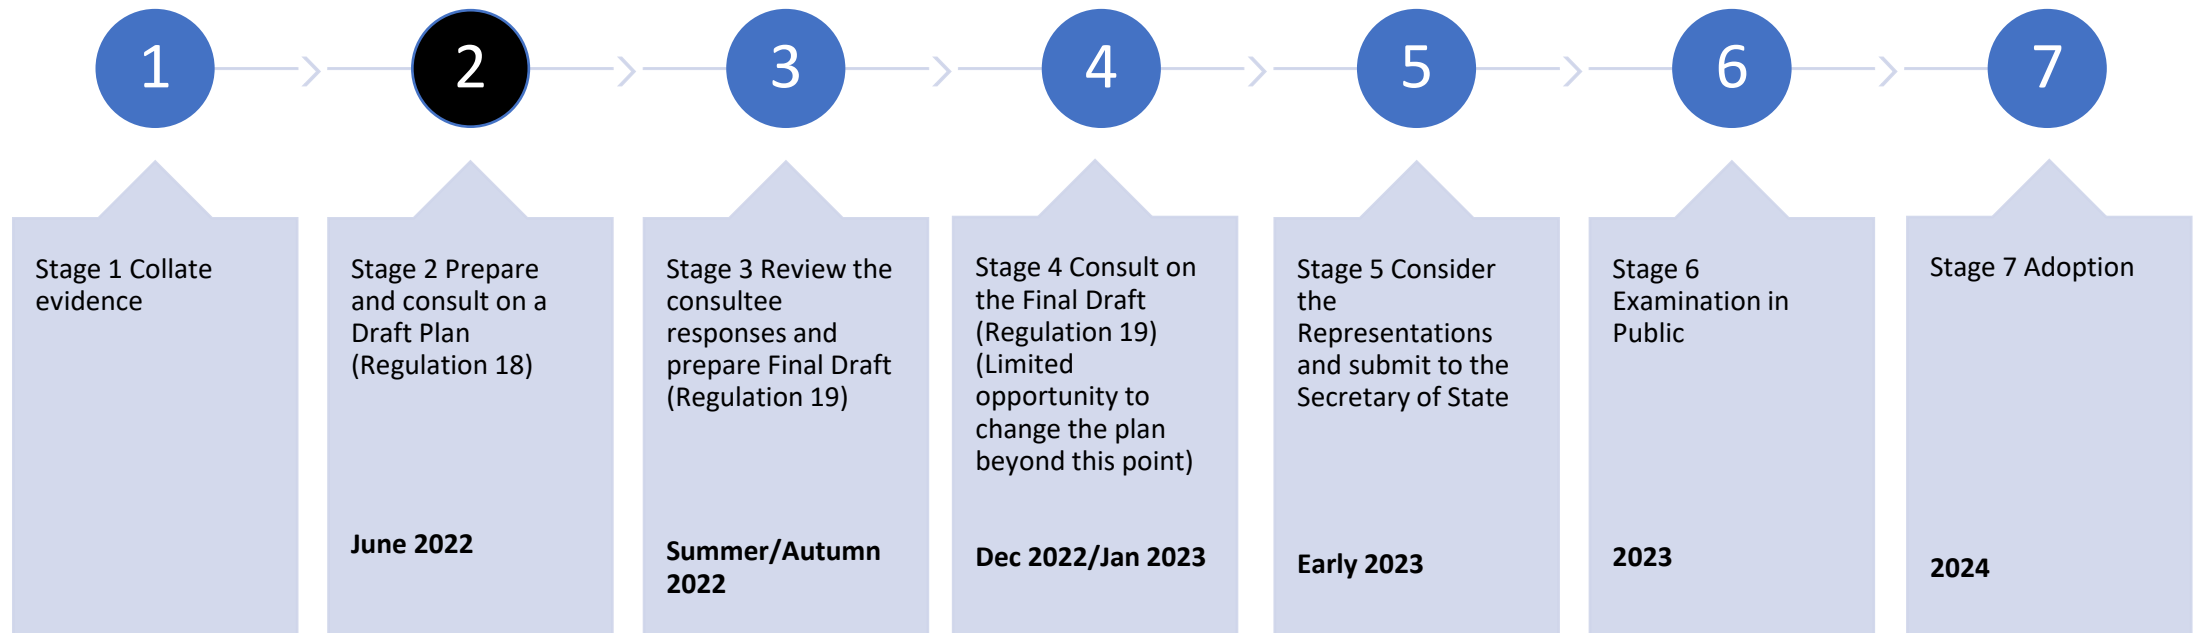 1
2
3
4
5
6
7
Stage 1 Collate
evidence
Stage 2 Prepare
and consult on a
Draft Plan
(Regulation 18)
June 2022
Stage 3 Review the
consultee
responses and
prepare Final Draft
(Regulation 19)
Summer/Autumn
2022
Stage 4 Consult on
the Final Draft
(Regulation 19)
(Limited
opportunity to
change the plan
beyond this point)
Dec 2022/Jan 2023
Stage 5 Consider
the
Representations
and submit to the
Secretary of State
Early 2023
Stage 6
Examination in
Public
2023
Stage 7 Adoption
2024